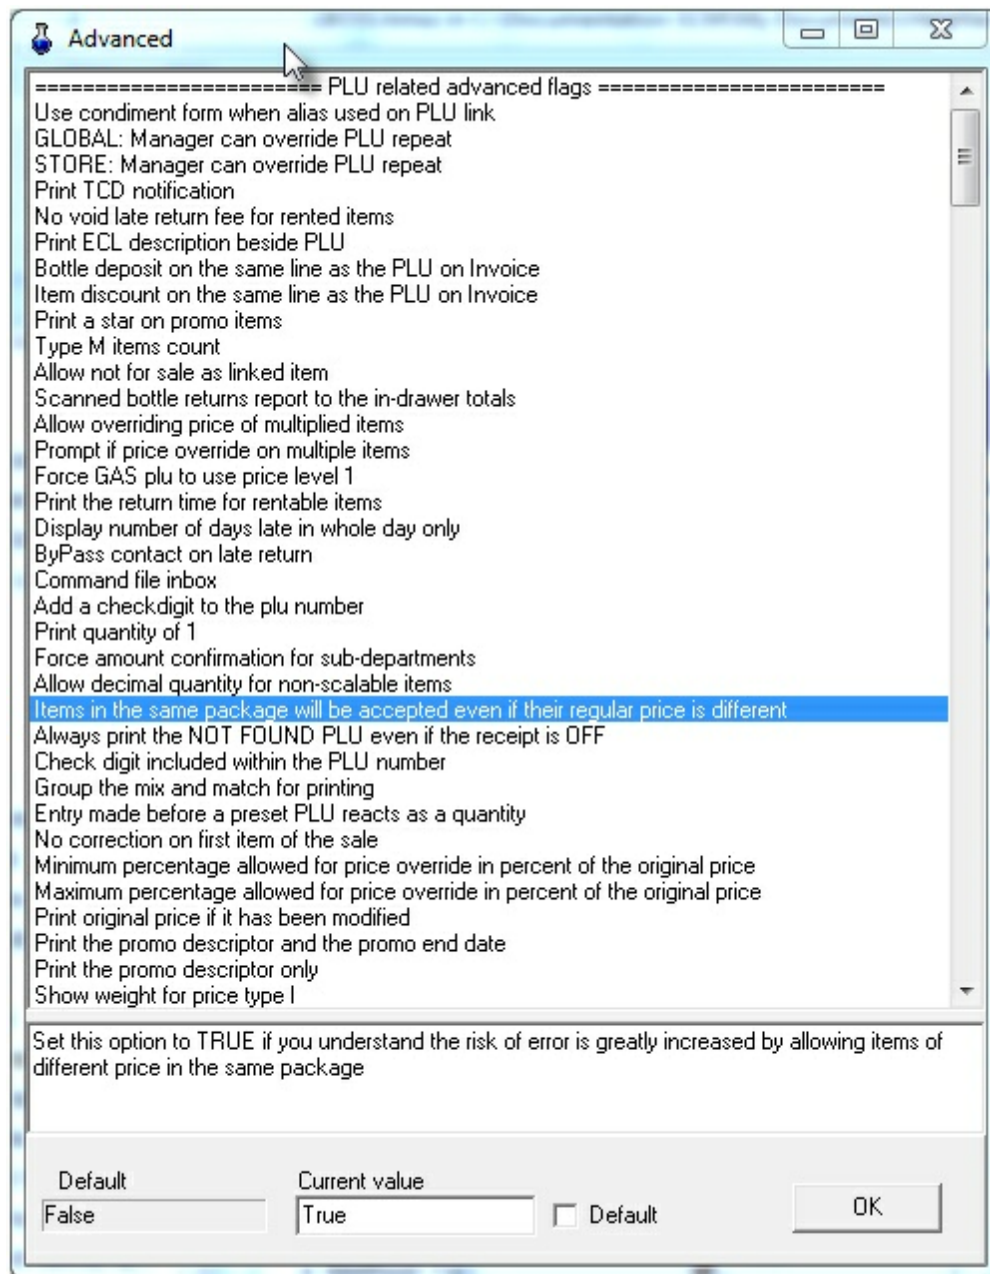 Advanced
======================== PLU related advanced flags ========================
Use condiment form when alias used on PLU link
GLOBAL: Manager can override PLU repeat
STORE: Manager can override PLU repeat
Print TCD notification
No void late return fee for rented items
Print ECL description beside PLU
Bottle deposit on the same line as the PLU on Invoice
Item discount on the same line as the PLU on Invoice
Print a star on promo items
Type M items count
Allow not for sale as linked item
Scanned bottle returns report to the in-drawer totals
Allow overriding price of multiplied items
Prompt if price override on multiple items
Force GAS plu to use price level 1
Print the return time for rentable items
Display number of days late in whole day only
ByPass contact on late return
Command file inbox
Add a checkdigit to the plu number
Print quantity of 1
Force amount confirmation for sub-departments
Allow decimal quantity for non-scalable items
Items in the same package will be accepted even if their regular price is different
Always print the NOT FOUND PLU even if the receipt is OFF
Check digit included within the PLU number
Group the mix and match for printing
Entry made before a preset PLU reacts as a quantity
No correction on first item of the sale
Minimum percentage allowed for price override in percent of the original price
Maximum percentage allowed for price override in percent of the original price
Print original price if it has been modified
Print the promo descriptor and the promo end date
Print the promo descriptor only
Show weight for price type I
Set this option to TRUE if you understand the risk of error is greatly increased by allowing items of
different price in the same package
Default
Current value
False
True
Default
OK